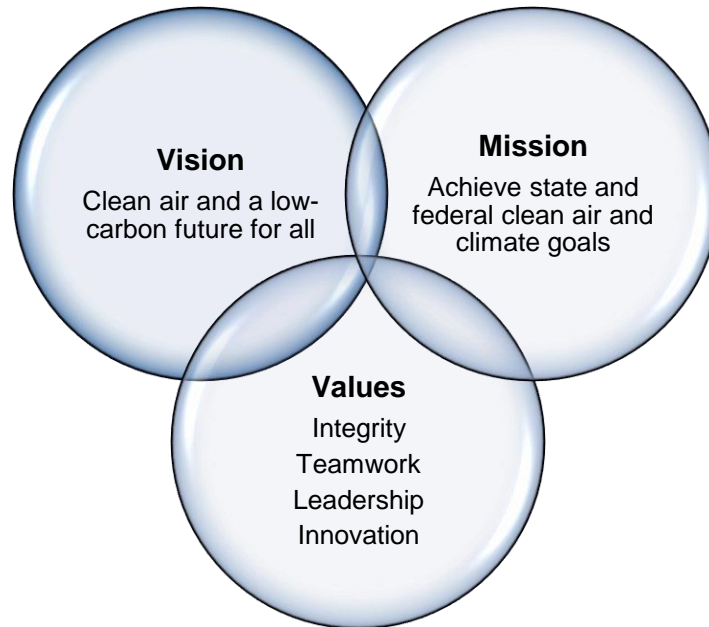 Vision
Clean air and a low-
carbon future for all
Mission
Achieve state and
federal clean air and
climate goals
Values
Integrity
Teamwork
Leadership
Innovation